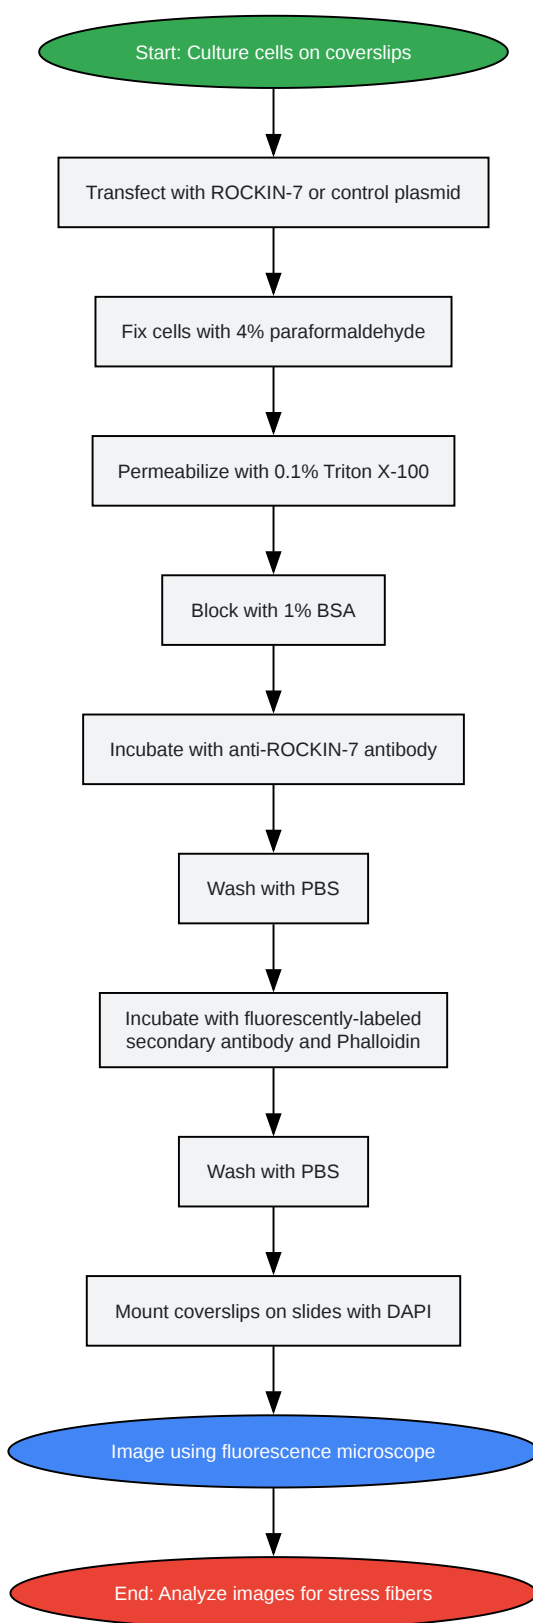 Start: Culture cells on coverslips
Transfect with ROCKIN-7 or control plasmid
Fix cells with 4% paraformaldehyde
Permeabilize with 0.1% Triton X-100
Block with 1% BSA
Incubate with anti-ROCKIN-7 antibody
Wash with PBS
Incubate with fluorescently-labeled
secondary antibody and Phalloidin
Wash with PBS
Mount coverslips on slides with DAPI
Image using fluorescence microscope
End: Analyze images for stress fibers